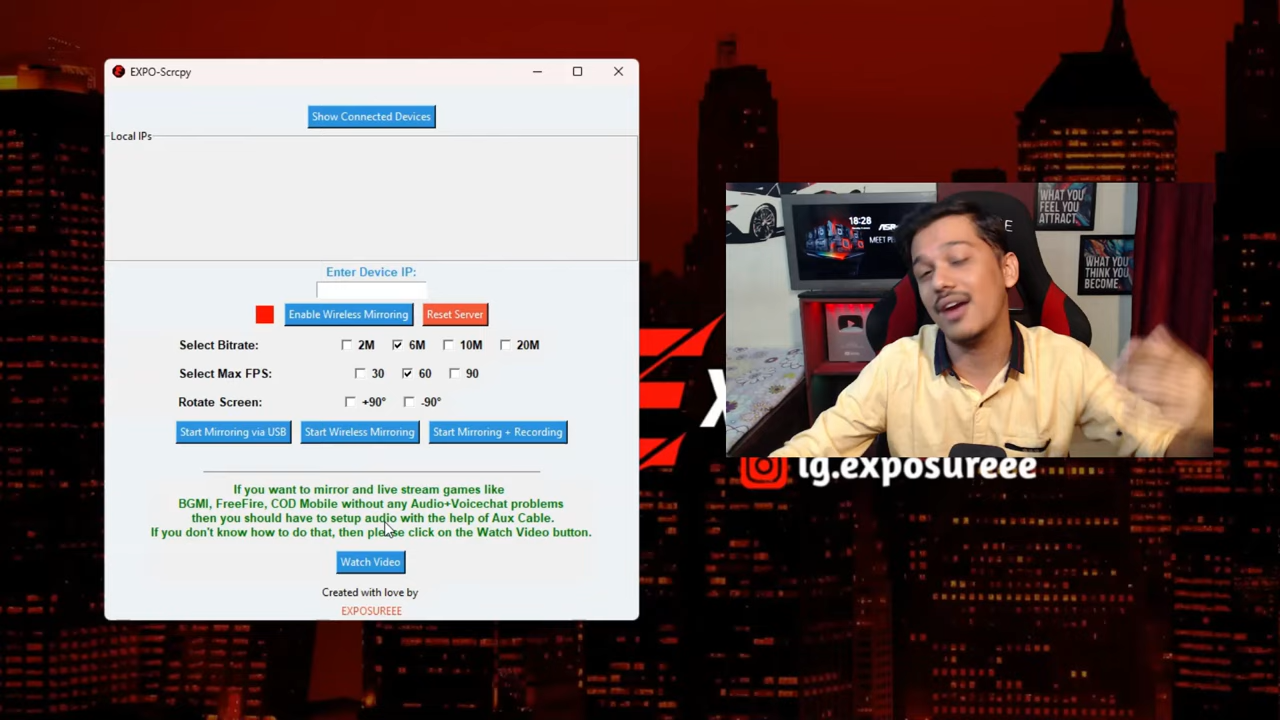 EXPO-Scrcpy
Show Connected Devices
Local IPs
Enter Device IP:
Enable Wireless Mirroring
Reset Server
Select Bitrate: 2M 6M 10M 20M
Select Max FPS: 30 60 90
Rotate Screen: +90° -90°
Start Mirroring via USB
Start Wireless Mirroring
Start Mirroring + Recording
If you want to mirror and live stream games like
BGMI, FreeFire, COD Mobile without any Audio+Voicechat problems
then you should have to setup audio with the help of Aux Cable.
If you don't know how to do that, then please click on the Watch Video button.
Watch Video
Created with love by
EXPOSUREEE
18:28
MEET
WHAT YOU
FEEL YOU
ATTRACT.
WHAT YOU
THINK YOU
BECOME.
ig.exposureee